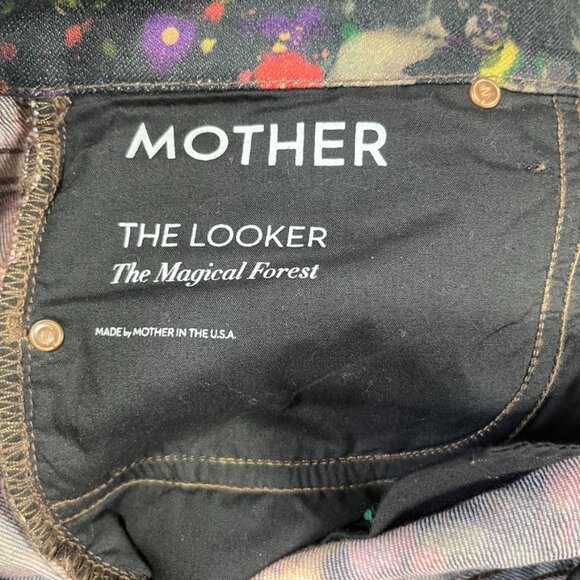 MOTHER
THE LOOKER
The Magical Forest
MADE by MOTHER IN THE U.S.A.